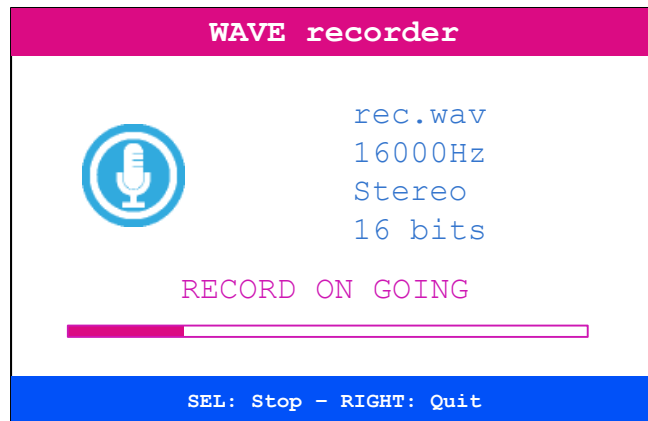 WAVE recorder
rec.wav
16000Hz
Stereo
16 bits
RECORD ON GOING
SEL: Stop – RIGHT: Quit